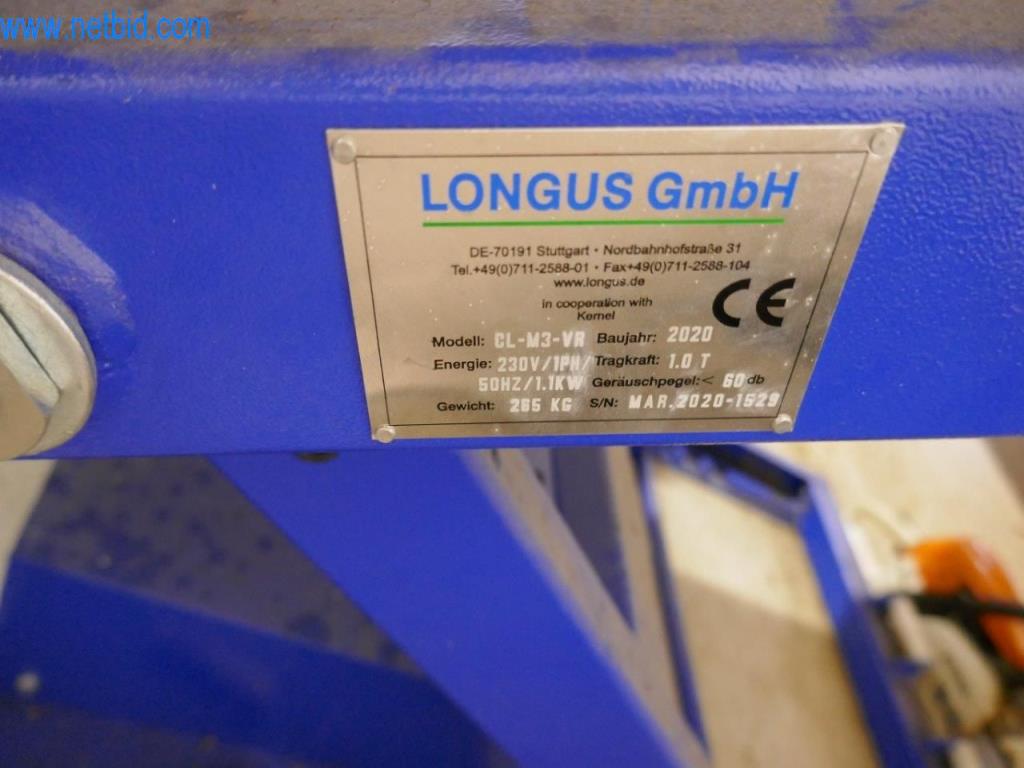 www.netbid.com
LONGUS GmbH
DE-70191 Stuttgart • Nordbahnhofstraße 31
Tel.+49(0)711-2588-01 • Fax+49(0)711-2588-104
www.longus.de
in cooperation with
Kernel
CE
Modell: CL-M3-VR Baujahr: 2020
Energie: 230V/1PH/ Tragkraft: 1.0 T
50HZ/1.1KW Geräuschpegel:< 60 db
Gewicht: 265 KG S/N: MAR.2020-1529